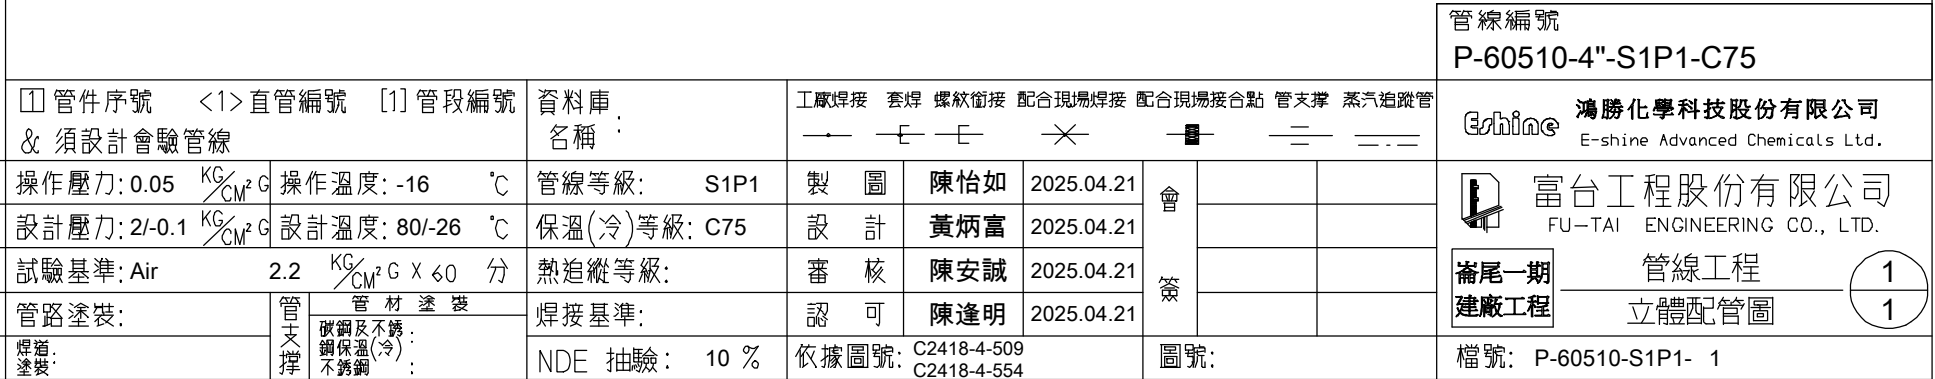 管線編號
P-60510-4"-S1P1-C75
1 管件序號 <1>直管編號 [1]管段編號
& 須設計會驗管線
資料庫
名稱 :
工廠焊接 套焊 螺紋銜接 配合現場焊接 配合現場接合點 管支撐 蒸汽追蹤管
Eshine 鴻勝化學科技股份有限公司
E-shine Advanced Chemicals Ltd.
操作壓力: 0.05 KG/CM² G 操作溫度: -16 °C 管線等級: S1P1 製圖 陳怡如 2025.04.21
設計壓力: 2/-0.1 KG/CM² G 設計溫度: 80/-26 °C 保溫(冷)等級: C75 設計 黃炳富 2025.04.21
試驗基準: Air 2.2 KG/CM² G X 60 分 熱追縱等級: 審核 陳安誠 2025.04.21
管路塗裝: 管支撐 管材塗裝 焊接基準: 認可 陳逢明 2025.04.21
會簽
富台工程股份有限公司
FU-TAI ENGINEERING CO., LTD.
崙尾一期
建廠工程
管線工程
立體配管圖
1
1
碳鋼及不銹
鋼保溫(冷) :
不銹鋼 :
焊道
塗裝:
NDE 抽驗: 10 % 依據圖號: C2418-4-509
C2418-4-554
圖號:
檔號: P-60510-S1P1- 1